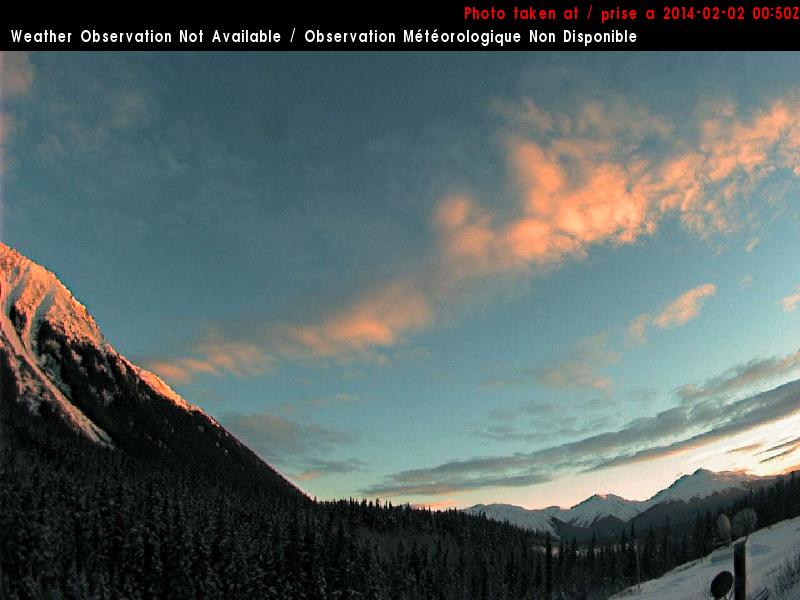 Photo taken at / prise a 2014-02-02 00:50Z
Weather Observation Not Available / Observation Météorologique Non Disponible